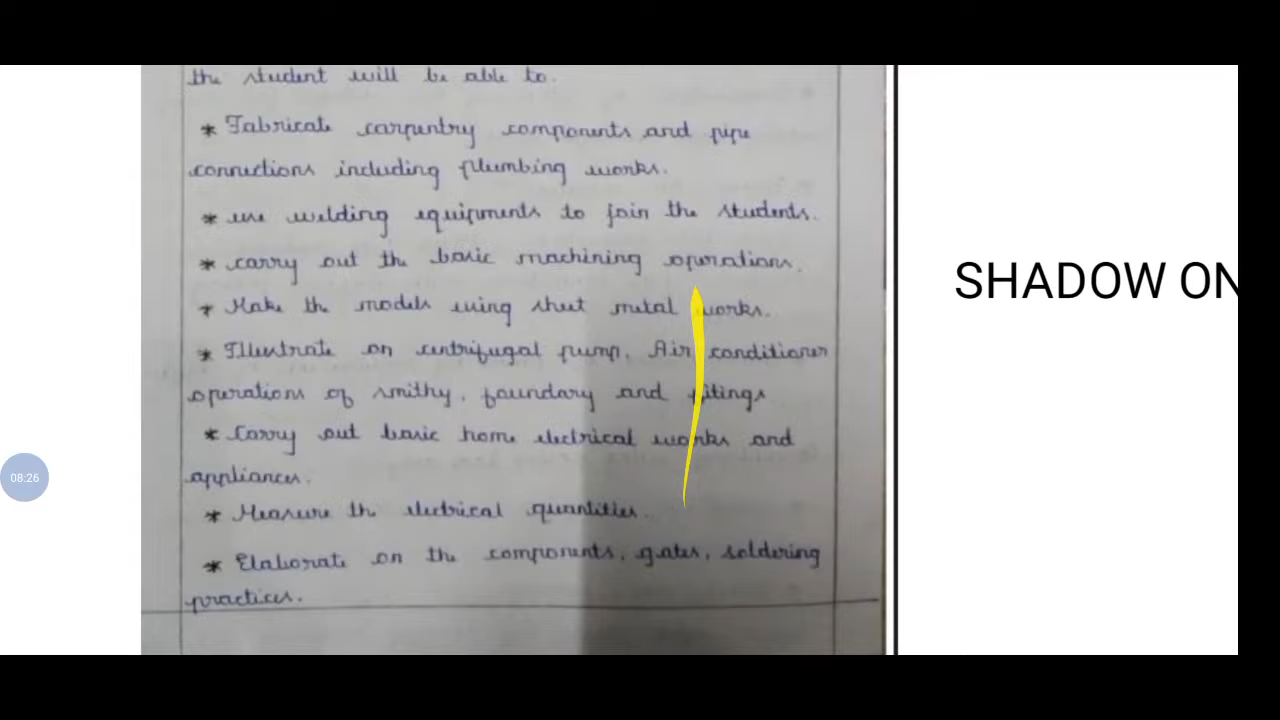 the student will be able to.
* Fabricate carpentry components and pipe
connections including plumbing works.
* use welding equipments to join the students.
* carry out the basic machining operations.
* Make the models using sheet metal works.
* Illustrate on centrifugal pump, Air conditioner
operations of smithy, foundary and fitings
* Carry out basic home electrical works and
appliances.
* Measure the electrical quantities.
* Elaborate on the components, gates, soldering
practices.
SHADOW ON
08:26